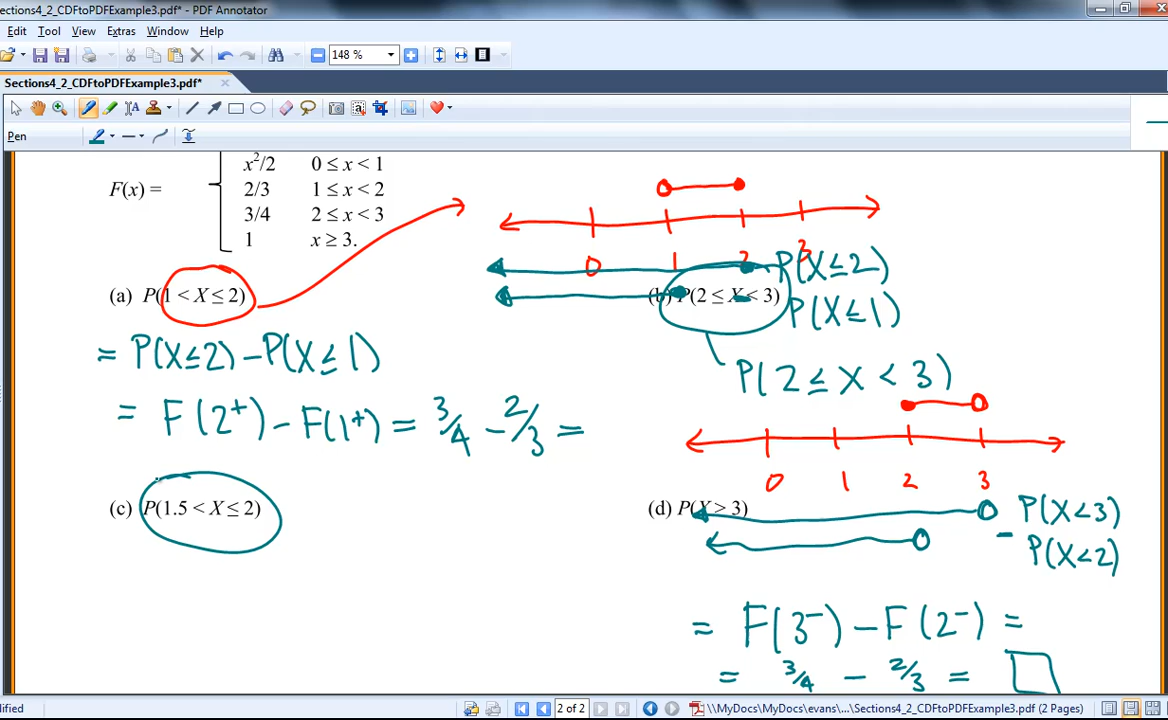 ections4_2_CDFtoPDFExample3.pdf* - PDF Annotator
Edit Tool View Extras Window Help
148 %
Sections4_2_CDFtoPDFExample3.pdf*
Pen
x²/2 0 ≤ x < 1
F(x) = 2/3 1 ≤ x < 2
3/4 2 ≤ x < 3
1 x ≥ 3.
0 1 2 3
P(X≤2)
(a) P(1 < X ≤ 2)
(b) P(2 ≤ X < 3)
P(X≤1)
= P(X≤2) – P(X≤1)
P(2 ≤ X < 3)
= F(2⁺) – F(1⁺) = 3/4 – 2/3 =
0 1 2 3
(c) P(1.5 < X ≤ 2)
(d) P(X > 3)
P(X<3)
– P(X<2)
= F(3⁻) – F(2⁻) =
= 3/4 – 2/3 =
ified
2 of 2
\\MyDocs\MyDocs\evans\...\Sections4_2_CDFtoPDFExample3.pdf (2 Pages)